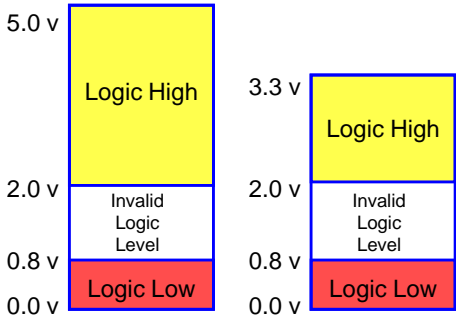 5.0 v
Logic High
2.0 v
Invalid
Logic
Level
0.8 v
Logic Low
0.0 v
3.3 v
Logic High
2.0 v
Invalid
Logic
Level
0.8 v
Logic Low
0.0 v